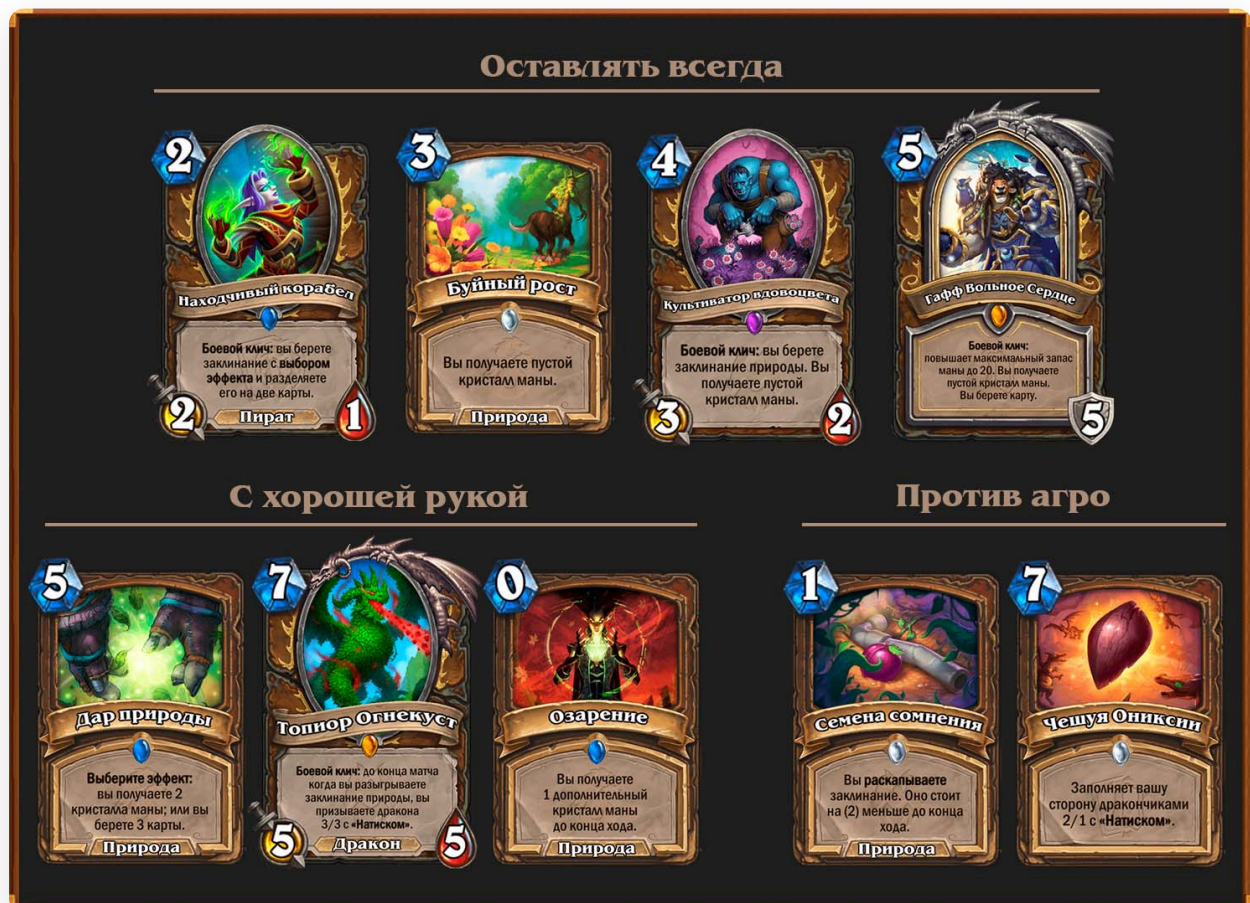 Оставлять всегда
2
Находчивый корабел
Боевой клич: вы берете
заклинание с выбором
эффекта и разделяете
его на две карты.
2
Пират
1
3
Буйный рост
Вы получаете пустой
кристалл маны.
Природа
4
Культиватор вдовоцвета
Боевой клич: вы берете
заклинание природы. Вы
получаете пустой
кристалл маны.
3
2
5
Гафф Вольное Сердце
Боевой клич:
повышает максимальный запас
маны до 20. Вы получаете
пустой кристалл маны.
Вы берете карту.
5
С хорошей рукой
5
Дар природы
Выберите эффект:
вы получаете 2
кристалла маны; или вы
берете 3 карты.
Природа
7
Топиор Огнекуст
Боевой клич: до конца матча
когда вы разыгрываете
заклинание природы, вы
призываете дракона
3/3 с «Натиском».
5
Дракон
5
0
Озарение
Вы получаете
1 дополнительный
кристалл маны
до конца хода.
Природа
Против агро
1
Семена сомнения
Вы раскапываете
заклинание. Оно стоит
на (2) меньше до конца
хода.
Природа
7
Чешуя Ониксии
Заполняет вашу
сторону дракончиками
2/1 с «Натиском».